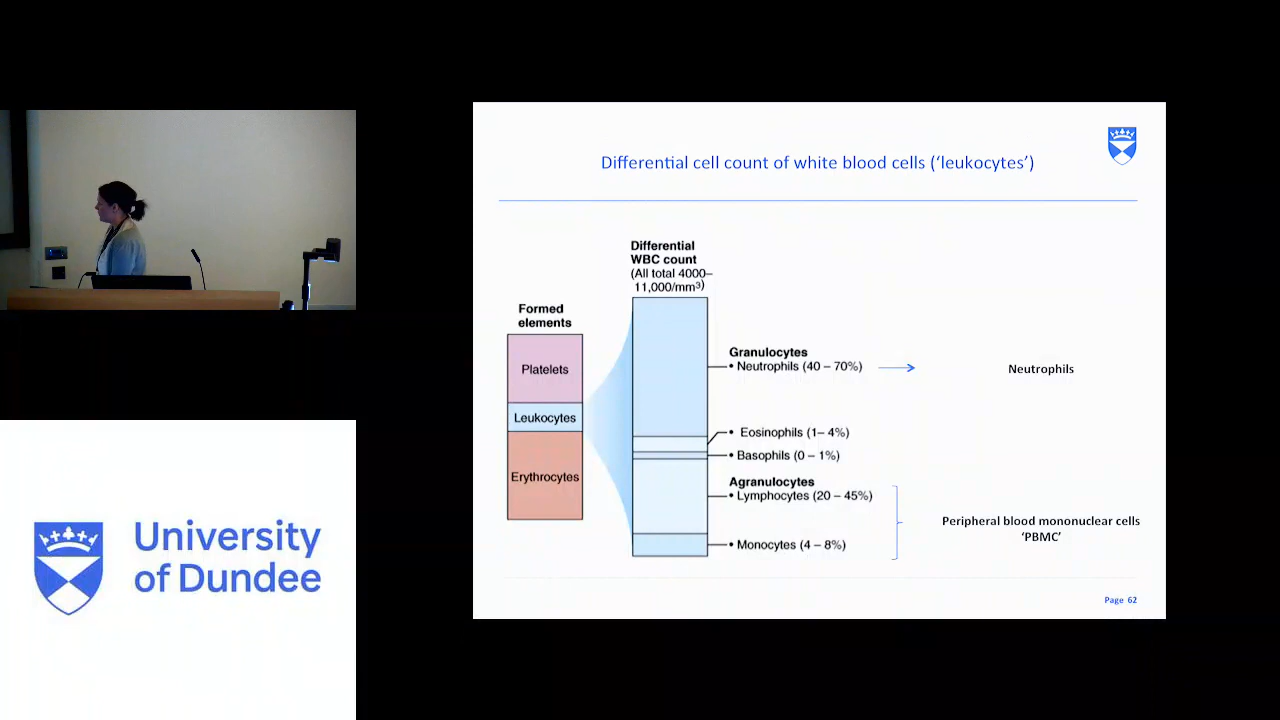 Differential cell count of white blood cells (‘leukocytes’)
Differential
WBC count
(All total 4000–
11,000/mm³)
Formed
elements
Platelets
Leukocytes
Erythrocytes
Granulocytes
• Neutrophils (40 – 70%)
Neutrophils
• Eosinophils (1– 4%)
• Basophils (0 – 1%)
Agranulocytes
• Lymphocytes (20 – 45%)
• Monocytes (4 – 8%)
Peripheral blood mononuclear cells
‘PBMC’
Page 62
University
of Dundee